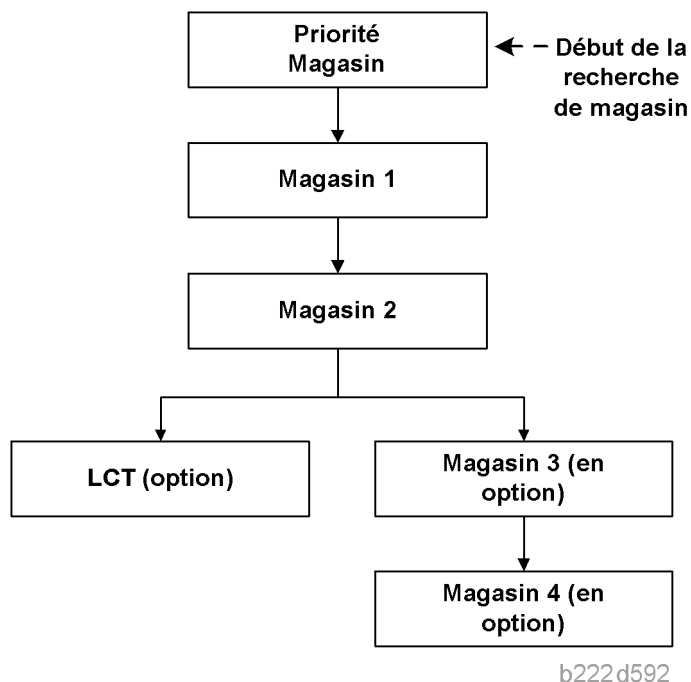 Priorité
Magasin
Début de la
recherche
de magasin
Magasin 1
Magasin 2
LCT (option)
Magasin 3 (en
option)
Magasin 4 (en
option)
b222d592